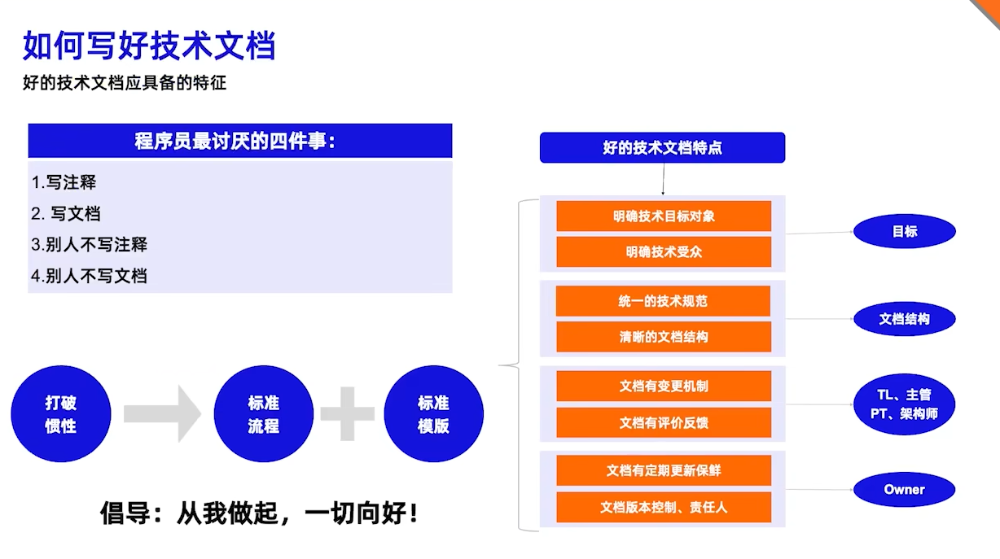 如何写好技术文档
好的技术文档应具备的特征
程序员最讨厌的四件事：
1.写注释
2. 写文档
3.别人不写注释
4.别人不写文档
打破
惯性
标准
流程
标准
模版
倡导：从我做起，一切向好！
好的技术文档特点
明确技术目标对象
明确技术受众
目标
统一的技术规范
清晰的文档结构
文档结构
文档有变更机制
文档有评价反馈
TL、主管
PT、架构师
文档有定期更新保鲜
文档版本控制、责任人
Owner